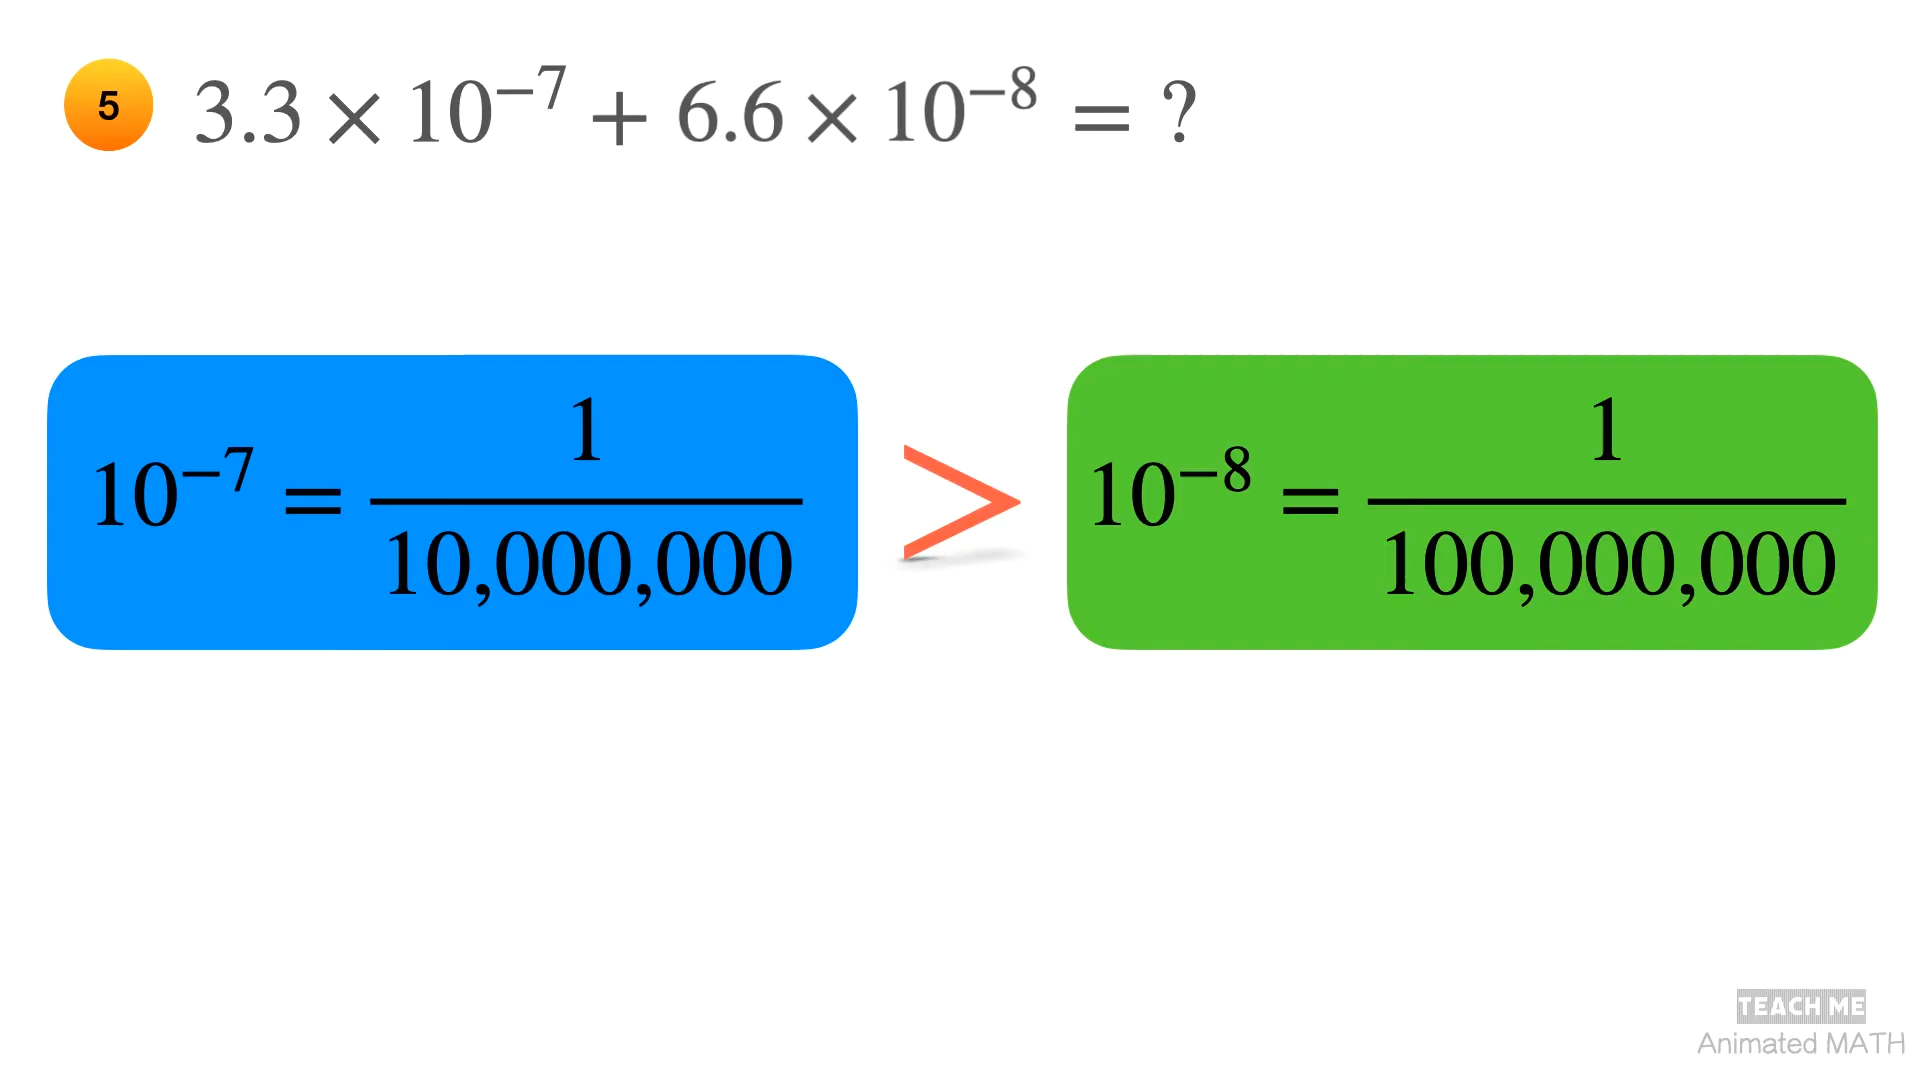 5 3.3 × 10⁻⁷ + 6.6 × 10⁻⁸ = ?
10⁻⁷ = 1/10,000,000 > 10⁻⁸ = 1/100,000,000
TEACH ME
Animated MATH